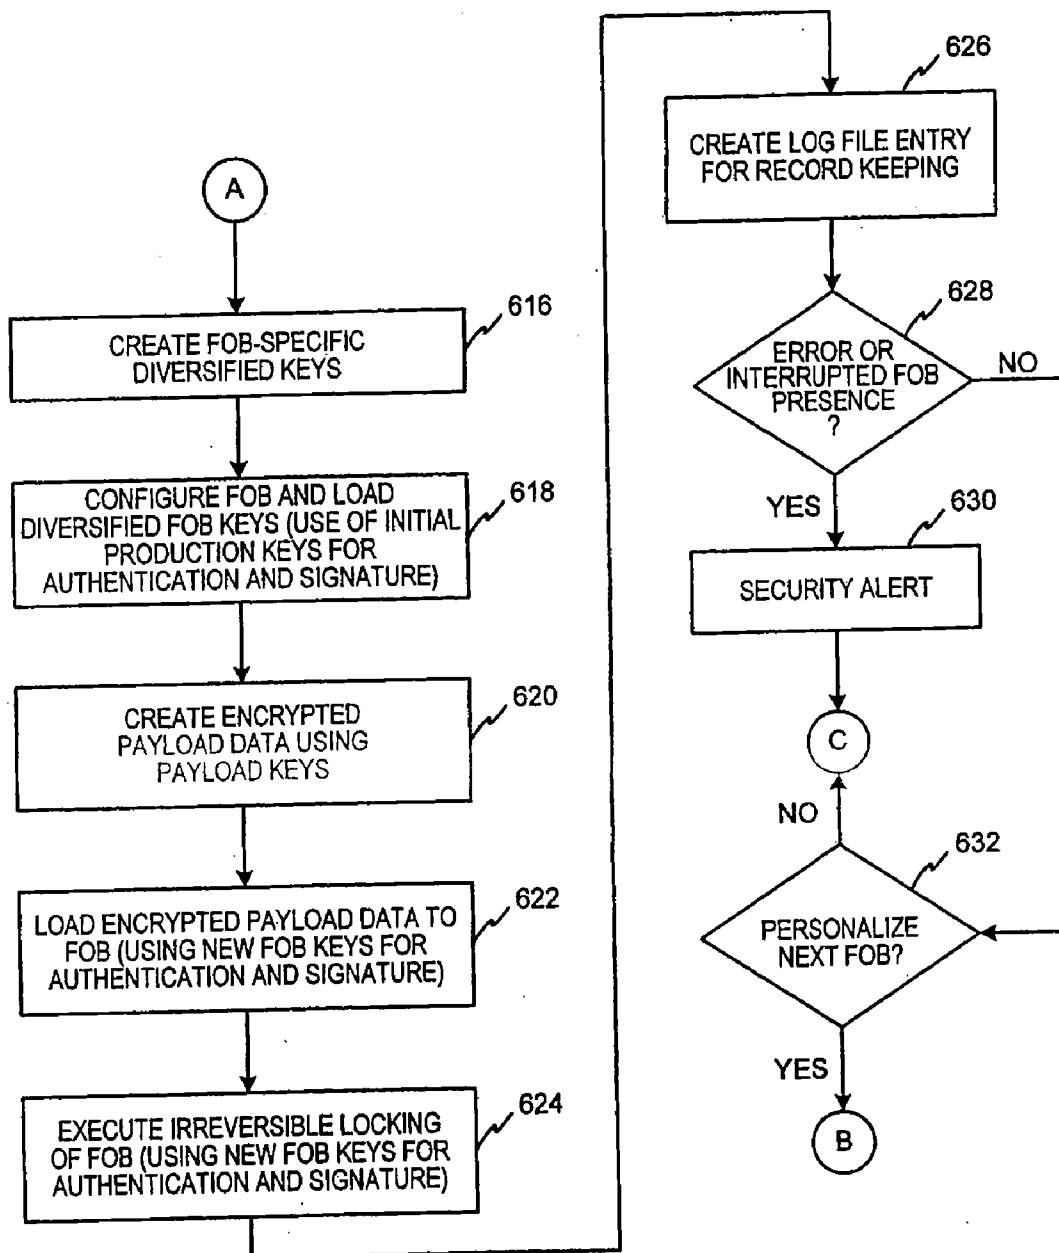 A
616
CREATE FOB-SPECIFIC
DIVERSIFIED KEYS
618
CONFIGURE FOB AND LOAD
DIVERSIFIED FOB KEYS (USE OF INITIAL
PRODUCTION KEYS FOR
AUTHENTICATION AND SIGNATURE)
620
CREATE ENCRYPTED
PAYLOAD DATA USING
PAYLOAD KEYS
622
LOAD ENCRYPTED PAYLOAD DATA TO
FOB (USING NEW FOB KEYS FOR
AUTHENTICATION AND SIGNATURE)
624
EXECUTE IRREVERSIBLE LOCKING
OF FOB (USING NEW FOB KEYS FOR
AUTHENTICATION AND SIGNATURE)
626
CREATE LOG FILE ENTRY
FOR RECORD KEEPING
628
ERROR OR
INTERRUPTED FOB
PRESENCE
?
NO
YES
630
SECURITY ALERT
C
NO
632
PERSONALIZE
NEXT FOB?
YES
B